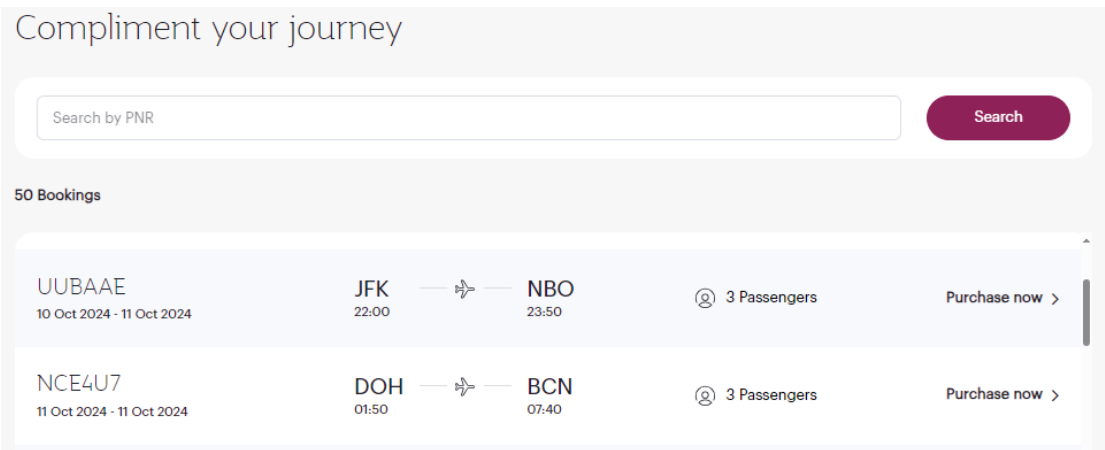 Compliment your journey
Search by PNR
Search
50 Bookings
UUBAAE
10 Oct 2024 - 11 Oct 2024
JFK
22:00
NBO
23:50
3 Passengers
Purchase now
NCE4U7
11 Oct 2024 - 11 Oct 2024
DOH
01:50
BCN
07:40
3 Passengers
Purchase now